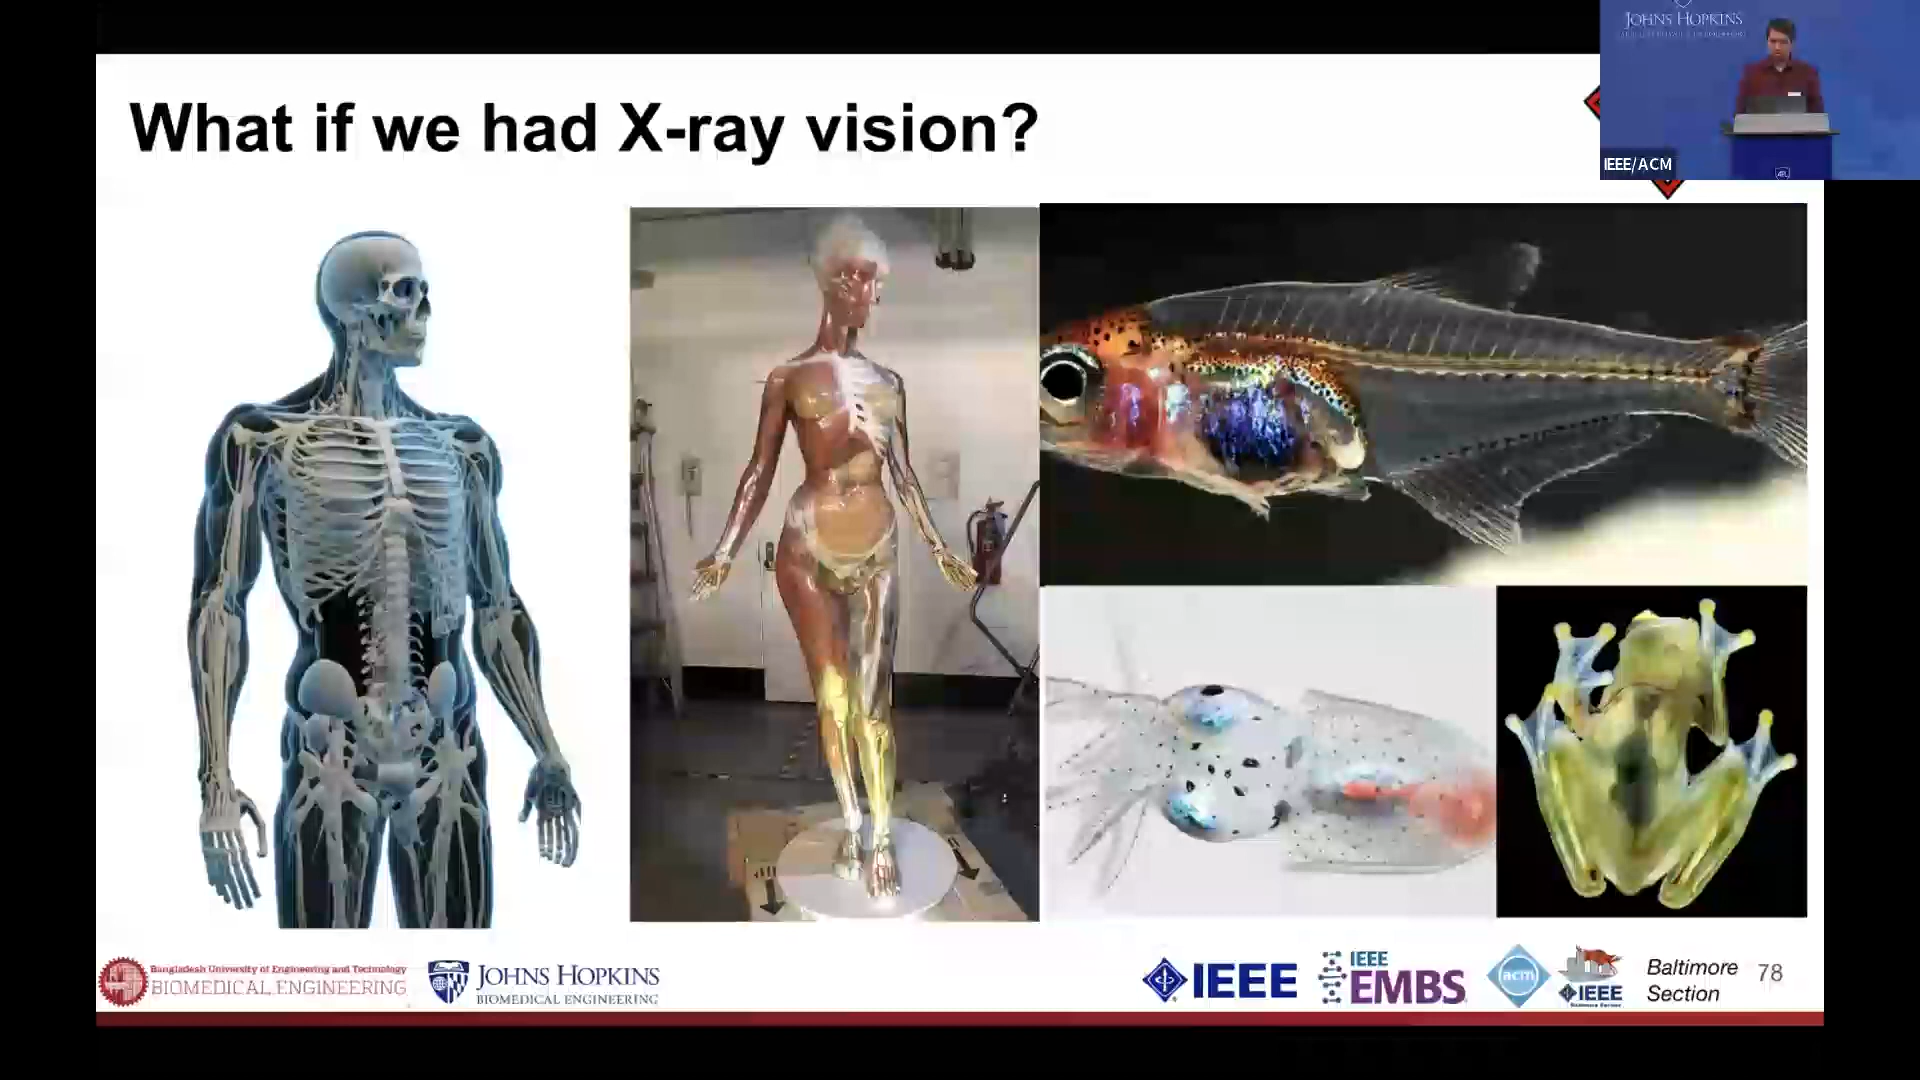 What if we had X-ray vision?
JOHNS HOPKINS
IEEE/ACM
Bangladesh University of Engineering and Technology
BIOMEDICAL ENGINEERING
JOHNS HOPKINS
BIOMEDICAL ENGINEERING
IEEE
IEEE
EMBS
acm
IEEE
Baltimore
Section
78